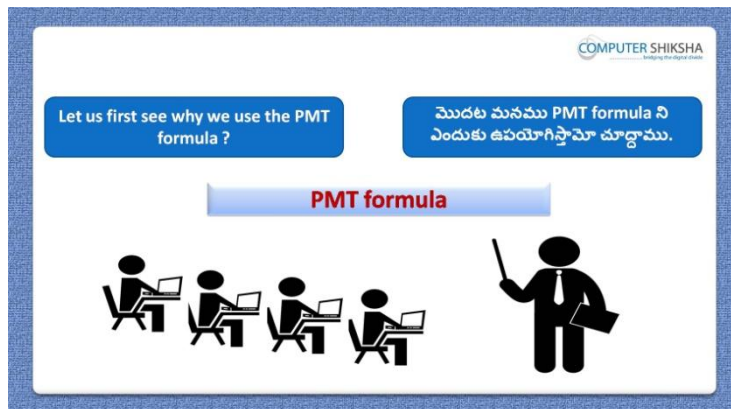 COMPUTER SHIKSHA
bridging the digital divide
Let us first see why we use the PMT
formula ?
మొదట మనము PMT formula ని
ఎందుకు ఉపయోగిస్తామో చూద్దాము.
PMT formula